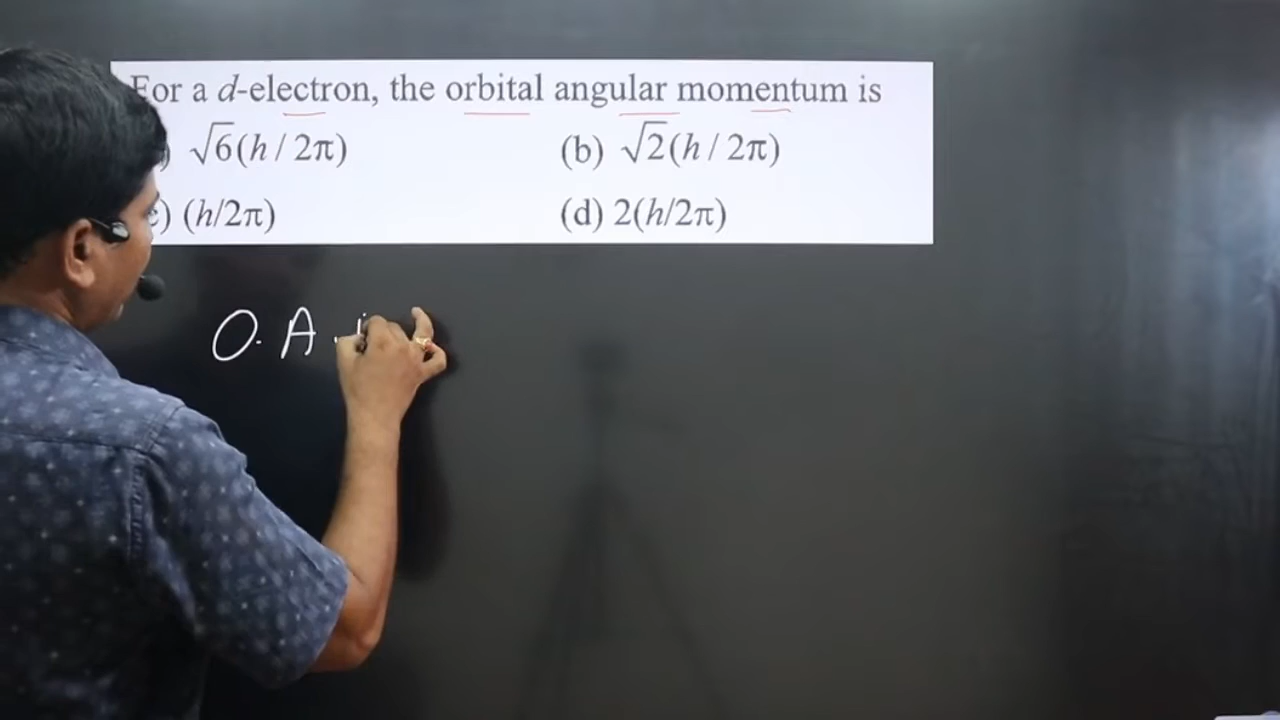 For a d-electron, the orbital angular momentum is
) √6(h / 2π) (b) √2(h / 2π)
) (h/2π) (d) 2(h/2π)
O. A.